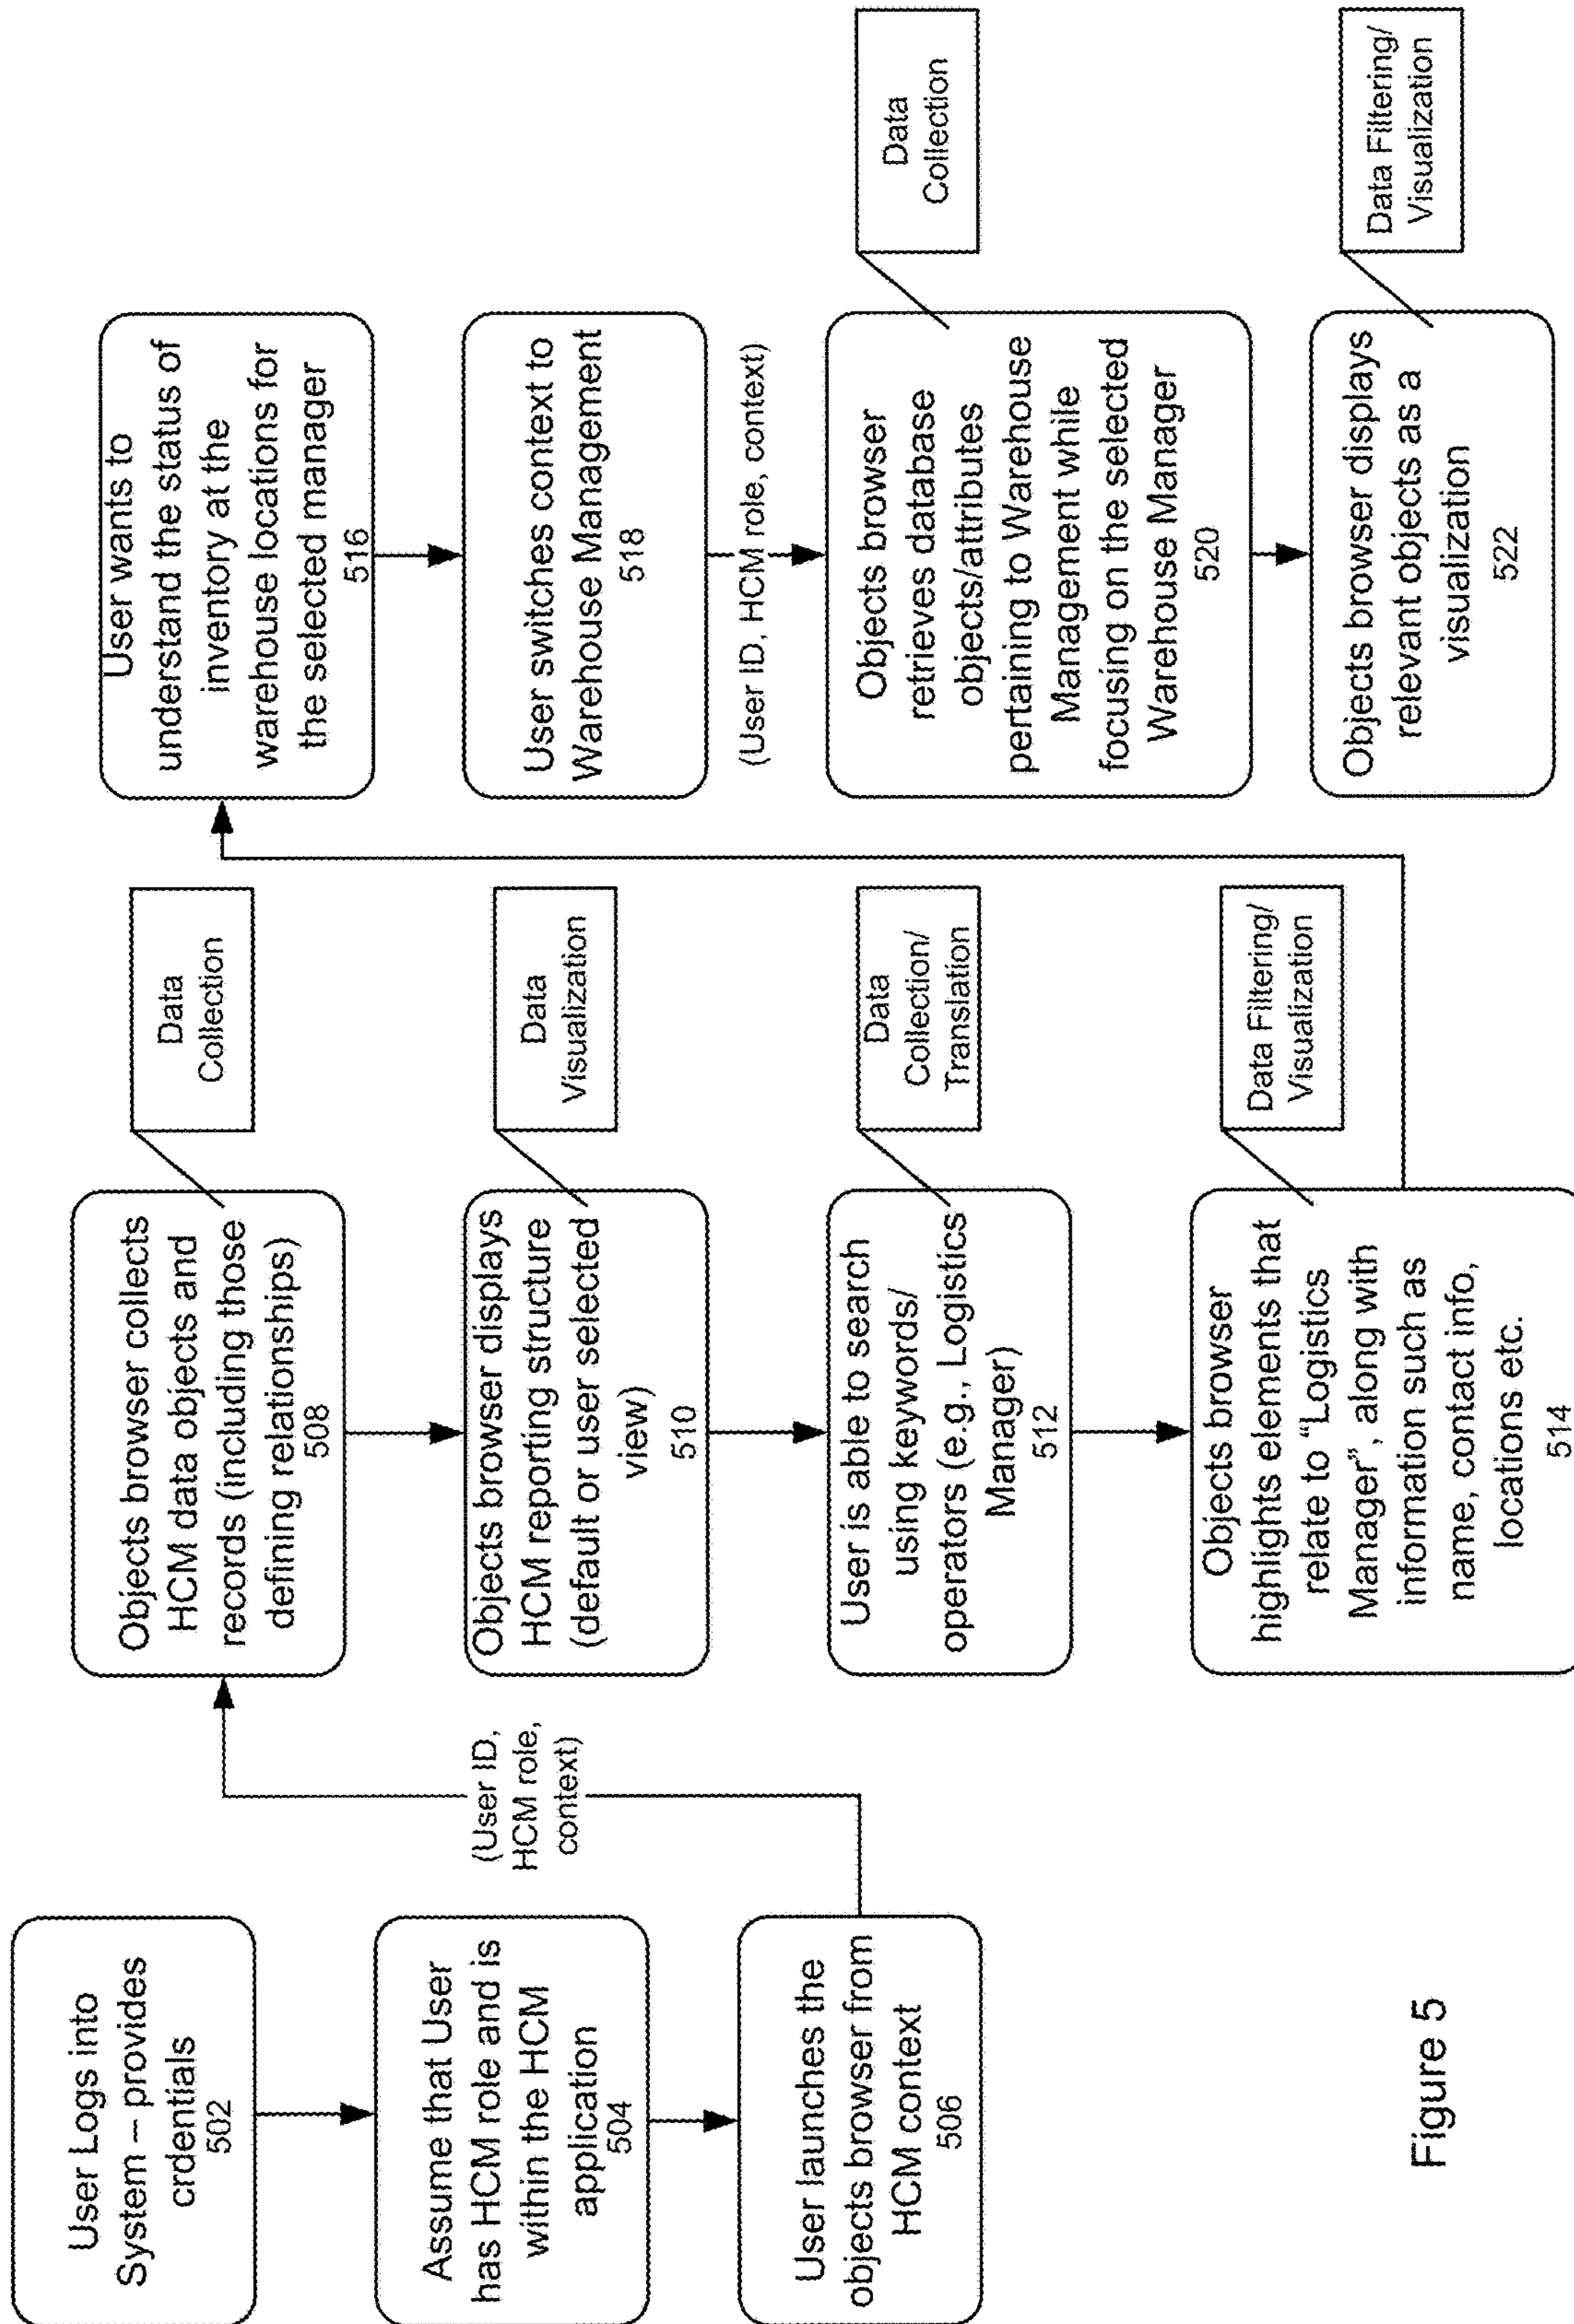 User Logs into
System – provides
crdentials
502
Assume that User
has HCM role and is
within the HCM
application
504
User launches the
objects browser from
HCM context
506
(User ID,
HCM role,
context)
Objects browser collects
HCM data objects and
records (including those
defining relationships)
508
Data
Collection
Objects browser displays
HCM reporting structure
(default or user selected
view)
510
Data
Visualization
User is able to search
using keywords/
operators (e.g., Logistics
Manager)
512
Data
Collection/
Translation
Objects browser
highlights elements that
relate to “Logistics
Manager”, along with
information such as
name, contact info,
locations etc.
514
Data Filtering/
Visualization
User wants to
understand the status of
inventory at the
warehouse locations for
the selected manager
516
User switches context to
Warehouse Management
518
(User ID, HCM role, context)
Objects browser
retrieves database
objects/attributes
pertaining to Warehouse
Management while
focusing on the selected
Warehouse Manager
520
Data
Collection
Objects browser displays
relevant objects as a
visualization
522
Data Filtering/
Visualization
Figure 5